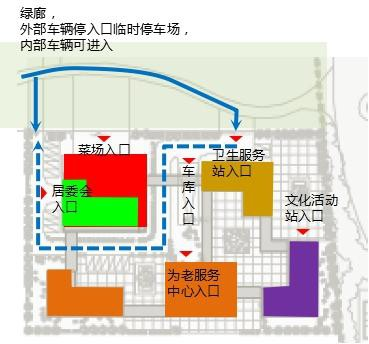 绿廊，
外部车辆停入口临时停车场，
内部车辆可进入
菜场入口
卫生服务
站入口
车
库
入
口
居委会
入口
文化活动
站入口
为老服务
中心入口